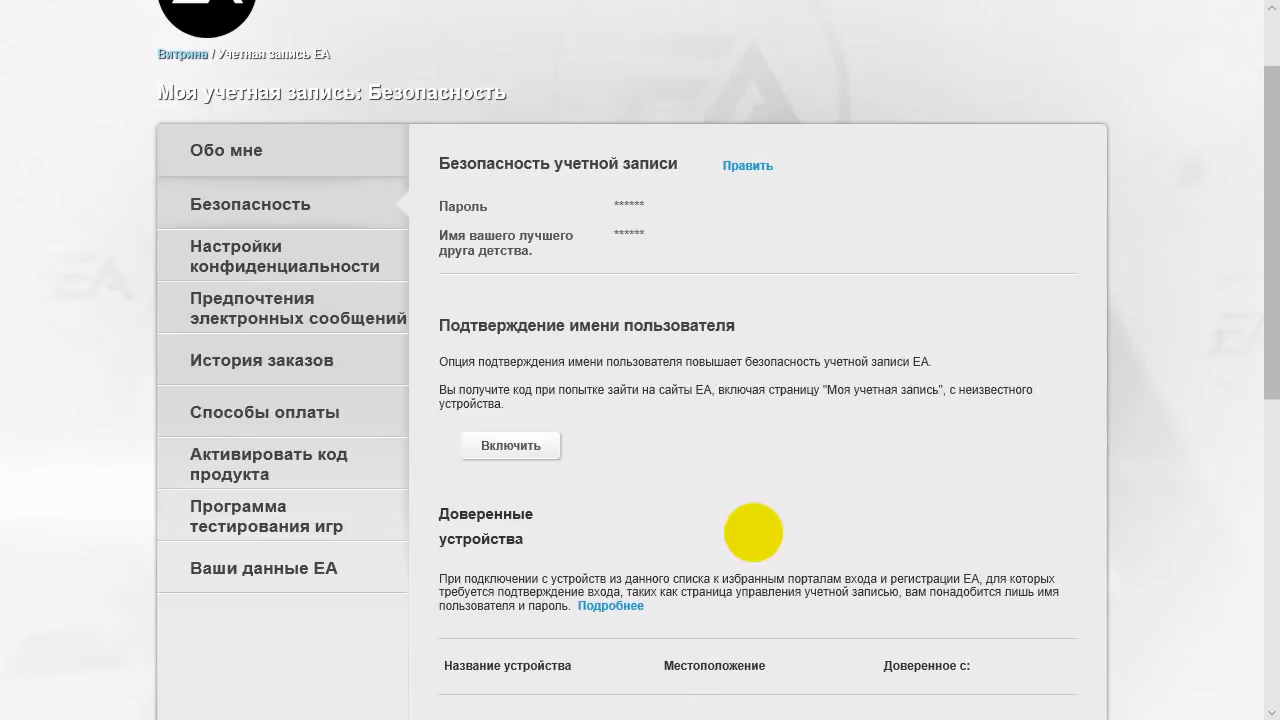 Витрина / Учетная запись EA
Моя учетная запись: Безопасность
Обо мне
Безопасность
Настройки
конфиденциальности
Предпочтения
электронных сообщений
История заказов
Способы оплаты
Активировать код
продукта
Программа
тестирования игр
Ваши данные EA
Безопасность учетной записи Править
Пароль ******
Имя вашего лучшего ******
друга детства.
Подтверждение имени пользователя
Опция подтверждения имени пользователя повышает безопасность учетной записи EA.
Вы получите код при попытке зайти на сайты EA, включая страницу "Моя учетная запись", с неизвестного
устройства.
Включить
Доверенные
устройства
При подключении с устройств из данного списка к избранным порталам входа и регистрации EA, для которых
требуется подтверждение входа, таких как страница управления учетной записью, вам понадобится лишь имя
пользователя и пароль. Подробнее
Название устройства Местоположение Доверенное с: